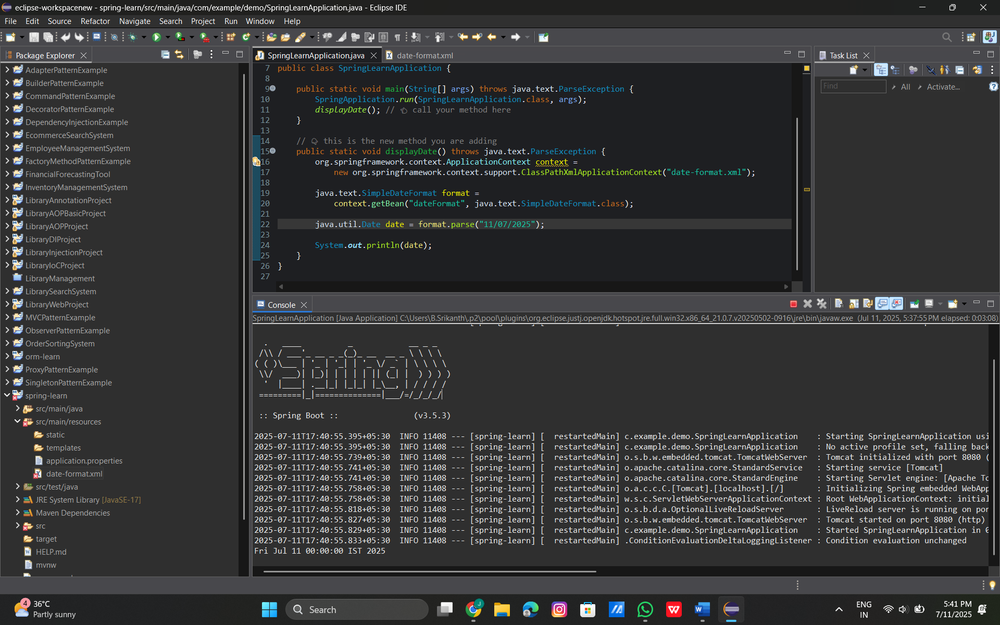 eclipse-workspacenew - spring-learn/src/main/java/com/example/demo/SpringLearnApplication.java - Eclipse IDE
File Edit Source Refactor Navigate Search Project Run Window Help
Package Explorer
AdapterPatternExample
BuilderPatternExample
CommandPatternExample
DecoratorPatternExample
DependencyInjectionExample
EcommerceSearchSystem
EmployeeManagementSystem
FactoryMethodPatternExample
FinancialForecastingTool
InventoryManagementSystem
LibraryAnnotationProject
LibraryAOPBasicProject
LibraryAOPProject
LibraryDIProject
LibraryInjectionProject
LibraryIoCProject
LibraryManagement
LibrarySearchSystem
LibraryWebProject
MVCPatternExample
ObserverPatternExample
OrderSortingSystem
orm-learn
ProxyPatternExample
SingletonPatternExample
spring-learn
src/main/java
src/main/resources
static
templates
application.properties
date-format.xml
src/test/java
JRE System Library [JavaSE-17]
Maven Dependencies
src
target
HELP.md
mvnw
SpringLearnApplication.java date-format.xml
7 public class SpringLearnApplication {
8
9 public static void main(String[] args) throws java.text.ParseException {
10 SpringApplication.run(SpringLearnApplication.class, args);
11 displayDate(); // 👈 call your method here
12 }
13
14 // 👇 this is the new method you are adding
15 public static void displayDate() throws java.text.ParseException {
16 org.springframework.context.ApplicationContext context =
17 new org.springframework.context.support.ClassPathXmlApplicationContext("date-format.xml");
18
19 java.text.SimpleDateFormat format =
20 context.getBean("dateFormat", java.text.SimpleDateFormat.class);
21
22 java.util.Date date = format.parse("11/07/2025");
23
24 System.out.println(date);
25 }
26 }
27
Task List
Find All Activate...
Console
SpringLearnApplication [Java Application] C:\Users\B.Srikanth\.p2\pool\plugins\org.eclipse.justj.openjdk.hotspot.jre.full.win32.x86_64_21.0.7.v20250502-0916\jre\bin\javaw.exe (Jul 11, 2025, 5:37:55 PM elapsed: 0:03:08)
Spring
:: Spring Boot :: (v3.5.3)
2025-07-11T17:40:55.395+05:30 INFO 11408 --- [spring-learn] [ restartedMain] c.example.demo.SpringLearnApplication : Starting SpringLearnApplication usi
2025-07-11T17:40:55.395+05:30 INFO 11408 --- [spring-learn] [ restartedMain] c.example.demo.SpringLearnApplication : No active profile set, falling back
2025-07-11T17:40:55.739+05:30 INFO 11408 --- [spring-learn] [ restartedMain] o.s.b.w.embedded.tomcat.TomcatWebServer : Tomcat initialized with port 8080 (
2025-07-11T17:40:55.741+05:30 INFO 11408 --- [spring-learn] [ restartedMain] o.apache.catalina.core.StandardService : Starting service [Tomcat]
2025-07-11T17:40:55.741+05:30 INFO 11408 --- [spring-learn] [ restartedMain] o.apache.catalina.core.StandardEngine : Starting Servlet engine: [Apache To
2025-07-11T17:40:55.758+05:30 INFO 11408 --- [spring-learn] [ restartedMain] o.a.c.c.C.[Tomcat].[localhost].[/] : Initializing Spring embedded WebApp
2025-07-11T17:40:55.758+05:30 INFO 11408 --- [spring-learn] [ restartedMain] w.s.c.ServletWebServerApplicationContext : Root WebApplicationContext: initial
2025-07-11T17:40:55.818+05:30 INFO 11408 --- [spring-learn] [ restartedMain] o.s.b.d.a.OptionalLiveReloadServer : LiveReload server is running on por
2025-07-11T17:40:55.827+05:30 INFO 11408 --- [spring-learn] [ restartedMain] o.s.b.w.embedded.tomcat.TomcatWebServer : Tomcat started on port 8080 (http)
2025-07-11T17:40:55.829+05:30 INFO 11408 --- [spring-learn] [ restartedMain] c.example.demo.SpringLearnApplication : Started SpringLearnApplication in 0
2025-07-11T17:40:55.833+05:30 INFO 11408 --- [spring-learn] [ restartedMain] .ConditionEvaluationDeltaLoggingListener : Condition evaluation unchanged
Fri Jul 11 00:00:00 IST 2025
4
36°C
Partly sunny
Search
ENG
IN
5:41 PM
7/11/2025